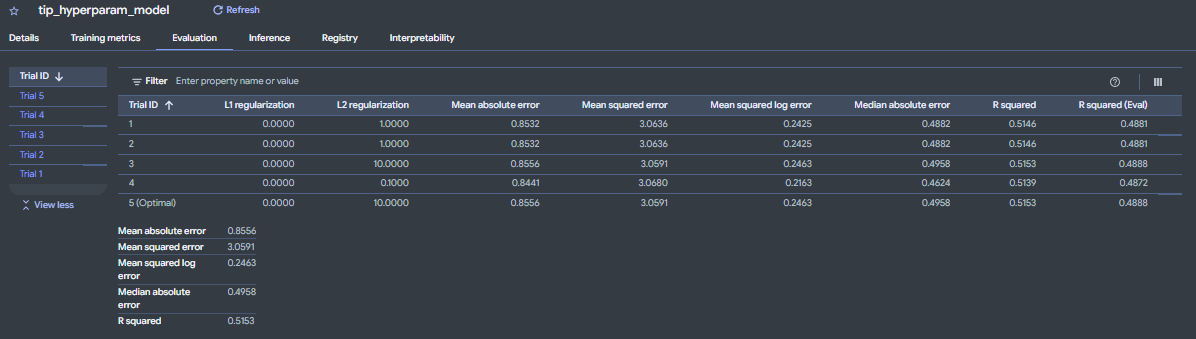 tip_hyperparam_model Refresh
Details Training metrics Evaluation Inference Registry Interpretability
Trial ID
Trial 5
Trial 4
Trial 3
Trial 2
Trial 1
View less
Filter Enter property name or value
Trial ID L1 regularization L2 regularization Mean absolute error Mean squared error Mean squared log error Median absolute error R squared R squared (Eval)
1 0.0000 1.0000 0.8532 3.0636 0.2425 0.4882 0.5146 0.4881
2 0.0000 1.0000 0.8532 3.0636 0.2425 0.4882 0.5146 0.4881
3 0.0000 10.0000 0.8556 3.0591 0.2463 0.4958 0.5153 0.4888
4 0.0000 0.1000 0.8441 3.0680 0.2163 0.4624 0.5139 0.4872
5 (Optimal) 0.0000 10.0000 0.8556 3.0591 0.2463 0.4958 0.5153 0.4888
Mean absolute error 0.8556
Mean squared error 3.0591
Mean squared log 0.2463
error
Median absolute 0.4958
error
R squared 0.5153